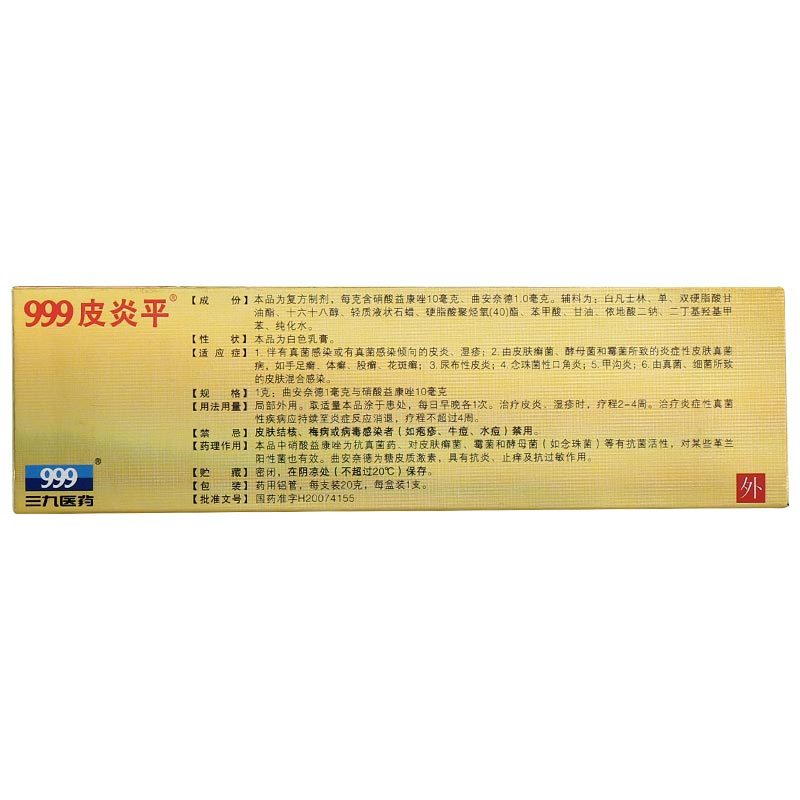 999皮炎平®
【成 份】本品为复方制剂，每克含硝酸益康唑10毫克、曲安奈德1.0毫克。辅料为：白凡士林、单、双硬脂酸甘
油酯、十六十八醇、轻质液状石蜡、硬脂酸聚烃氧(40)酯、苯甲酸、甘油、依地酸二钠、二丁基羟基甲
苯、纯化水。
【性 状】本品为白色乳膏。
【适 应 症】1.伴有真菌感染或有真菌感染倾向的皮炎、湿疹；2.由皮肤癣菌、酵母菌和霉菌所致的炎症性皮肤真菌
病，如手足癣、体癣、股癣、花斑癣；3.尿布性皮炎；4.念珠菌性口角炎；5.甲沟炎；6.由真菌、细菌所致
的皮肤混合感染。
【规 格】1克：曲安奈德1毫克与硝酸益康唑10毫克
【用法用量】局部外用。取适量本品涂于患处，每日早晚各1次。治疗皮炎、湿疹时，疗程2-4周。治疗炎症性真菌
性疾病应持续至炎症反应消退，疗程不超过4周。
【禁 忌】皮肤结核、梅病或病毒感染者（如疱疹、牛痘、水痘）禁用。
【药理作用】本品中硝酸益康唑为抗真菌药、对皮肤癣菌、霉菌和酵母菌（如念珠菌）等有抗菌活性，对某些革兰
阳性菌也有效。曲安奈德为糖皮质激素，具有抗炎、止痒及抗过敏作用。
【贮 藏】密闭，在阴凉处（不超过20℃）保存。
【包 装】药用铝管，每支装20克，每盒装1支。
【批准文号】国药准字H20074155
999®
三九医药
外